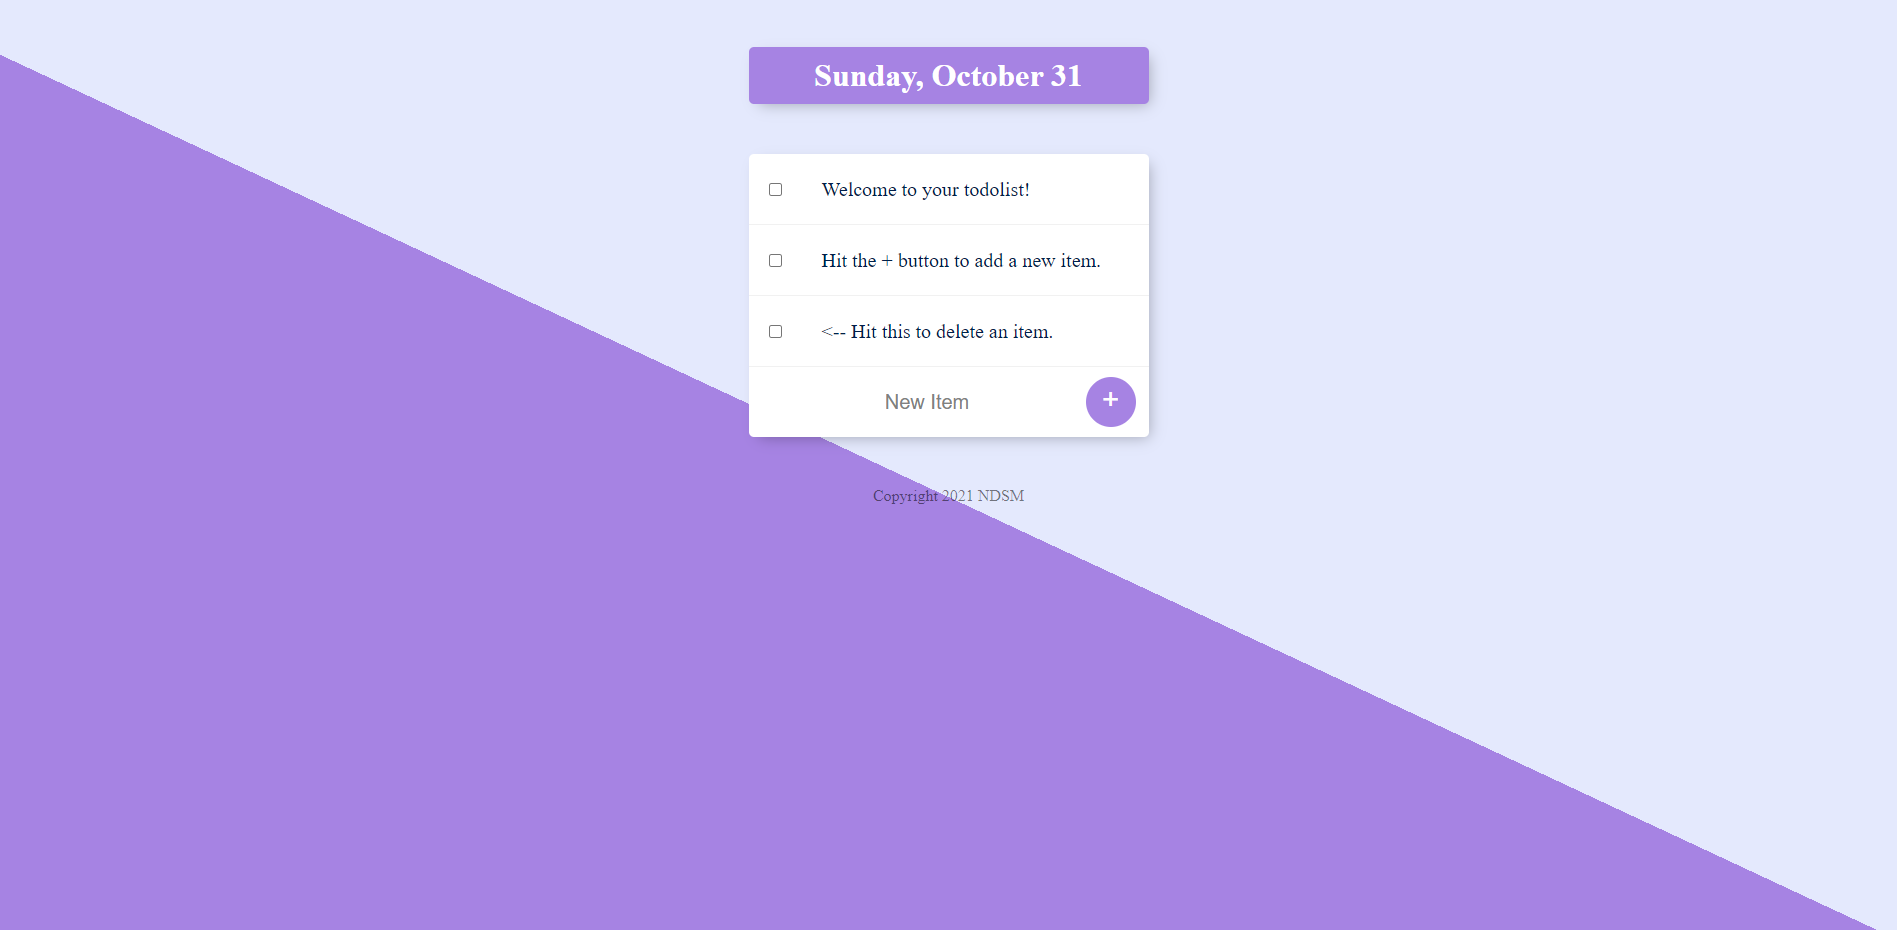 Sunday, October 31
Welcome to your todolist!
Hit the + button to add a new item.
<-- Hit this to delete an item.
New Item +
Copyright 2021 NDSM